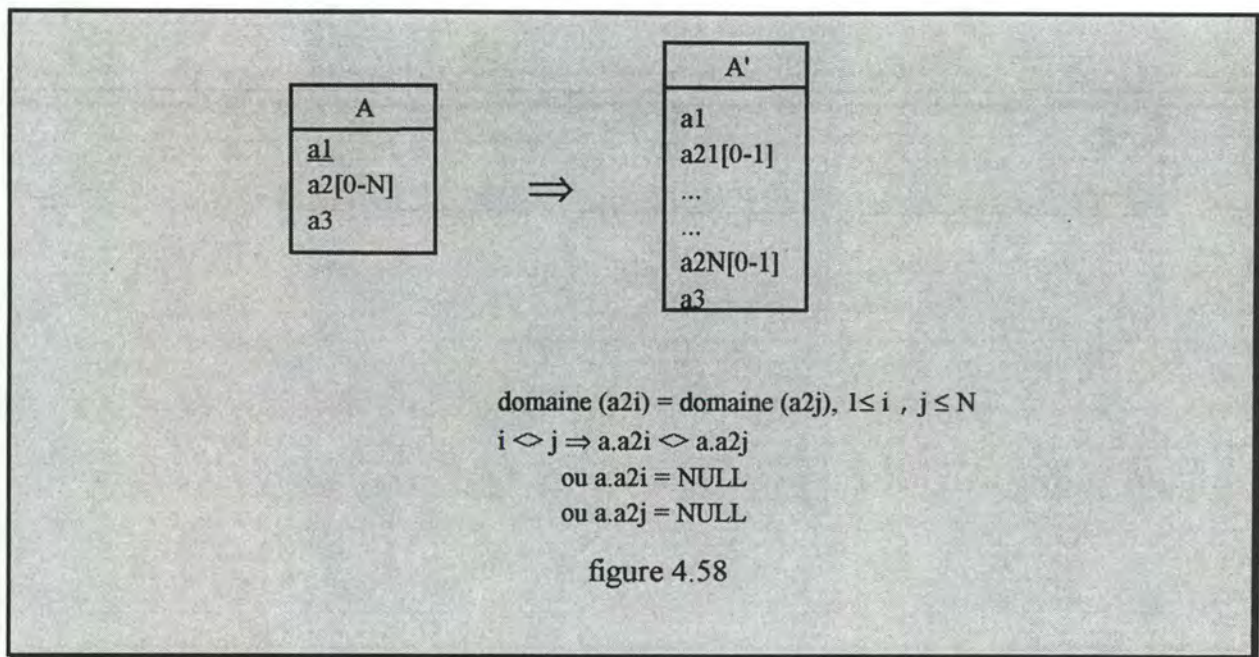 A
a1
a2[0-N]
a3
⇒
A'
a1
a21[0-1]
...
...
a2N[0-1]
a3
domaine (a2i) = domaine (a2j), 1≤ i , j ≤ N
i <> j ⇒ a.a2i <> a.a2j
ou a.a2i = NULL
ou a.a2j = NULL
figure 4.58